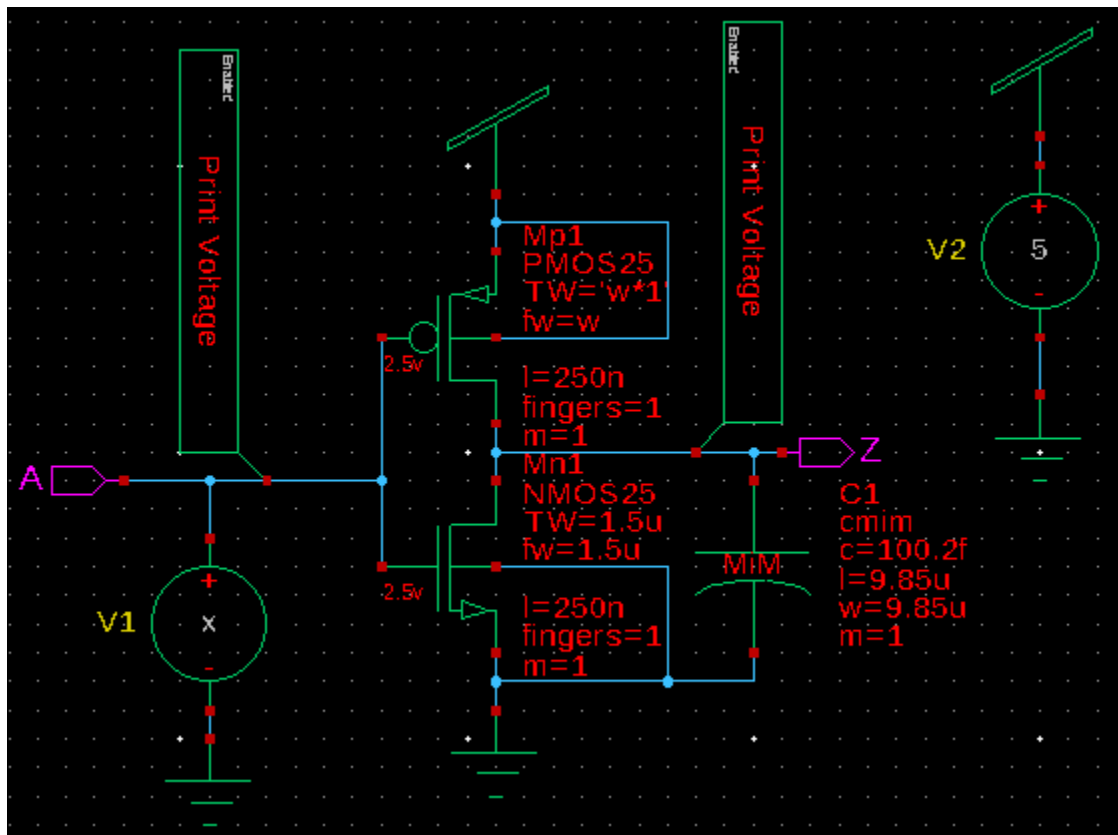 Enabled
Print Voltage
Enabled
Print Voltage
Mp1
PMOS25
TW='w*1'
fw=w
2.5v
l=250n
fingers=1
m=1
V2
+
5
-
A
Z
Mn1
NMOS25
TW=1.5u
fw=1.5u
2.5v
l=250n
fingers=1
m=1
MiM
C1
cmim
c=100.2f
l=9.85u
w=9.85u
m=1
V1
+
x
-